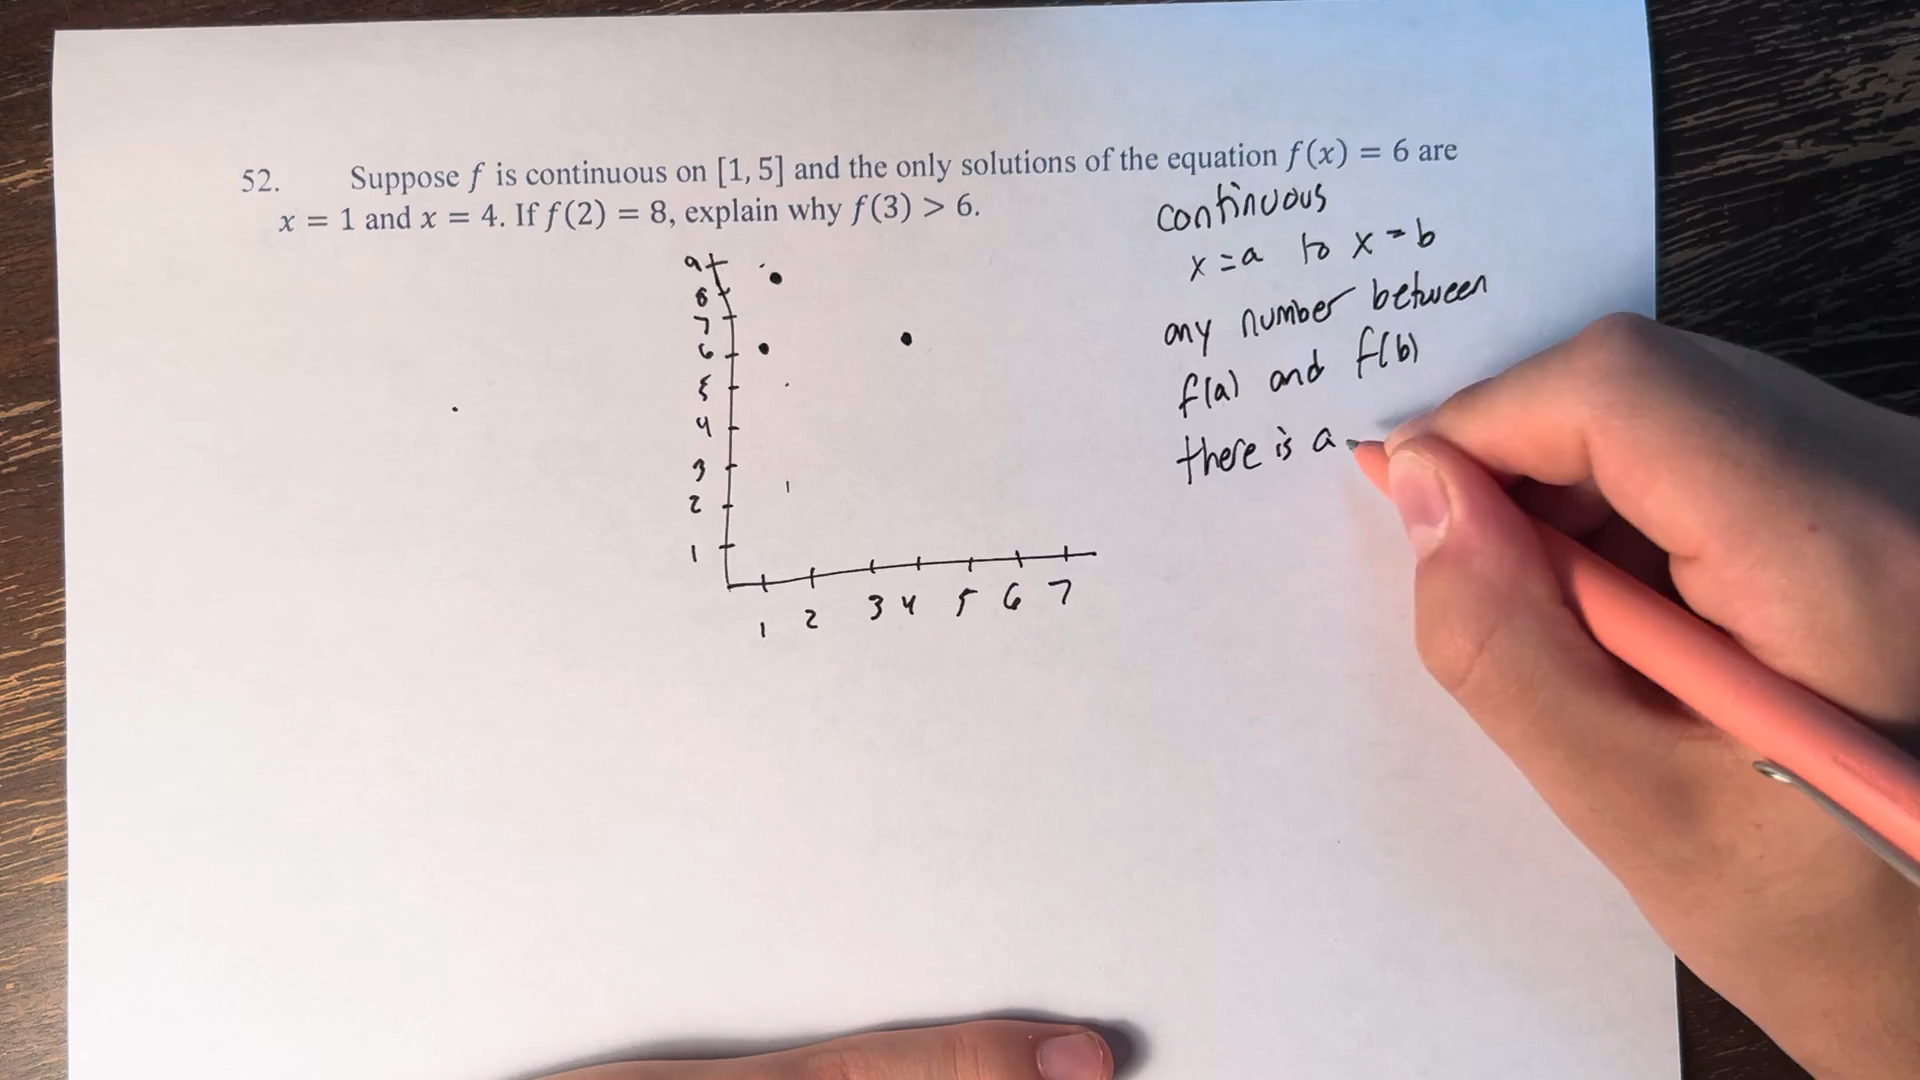 52. Suppose f is continuous on [1, 5] and the only solutions of the equation f(x) = 6 are
x = 1 and x = 4. If f(2) = 8, explain why f(3) > 6.
continuous
x = a to x = b
any number between
f(a) and f(b)
there is a
9
8
7
6
5
4
3
2
1
1 2 3 4 5 6 7